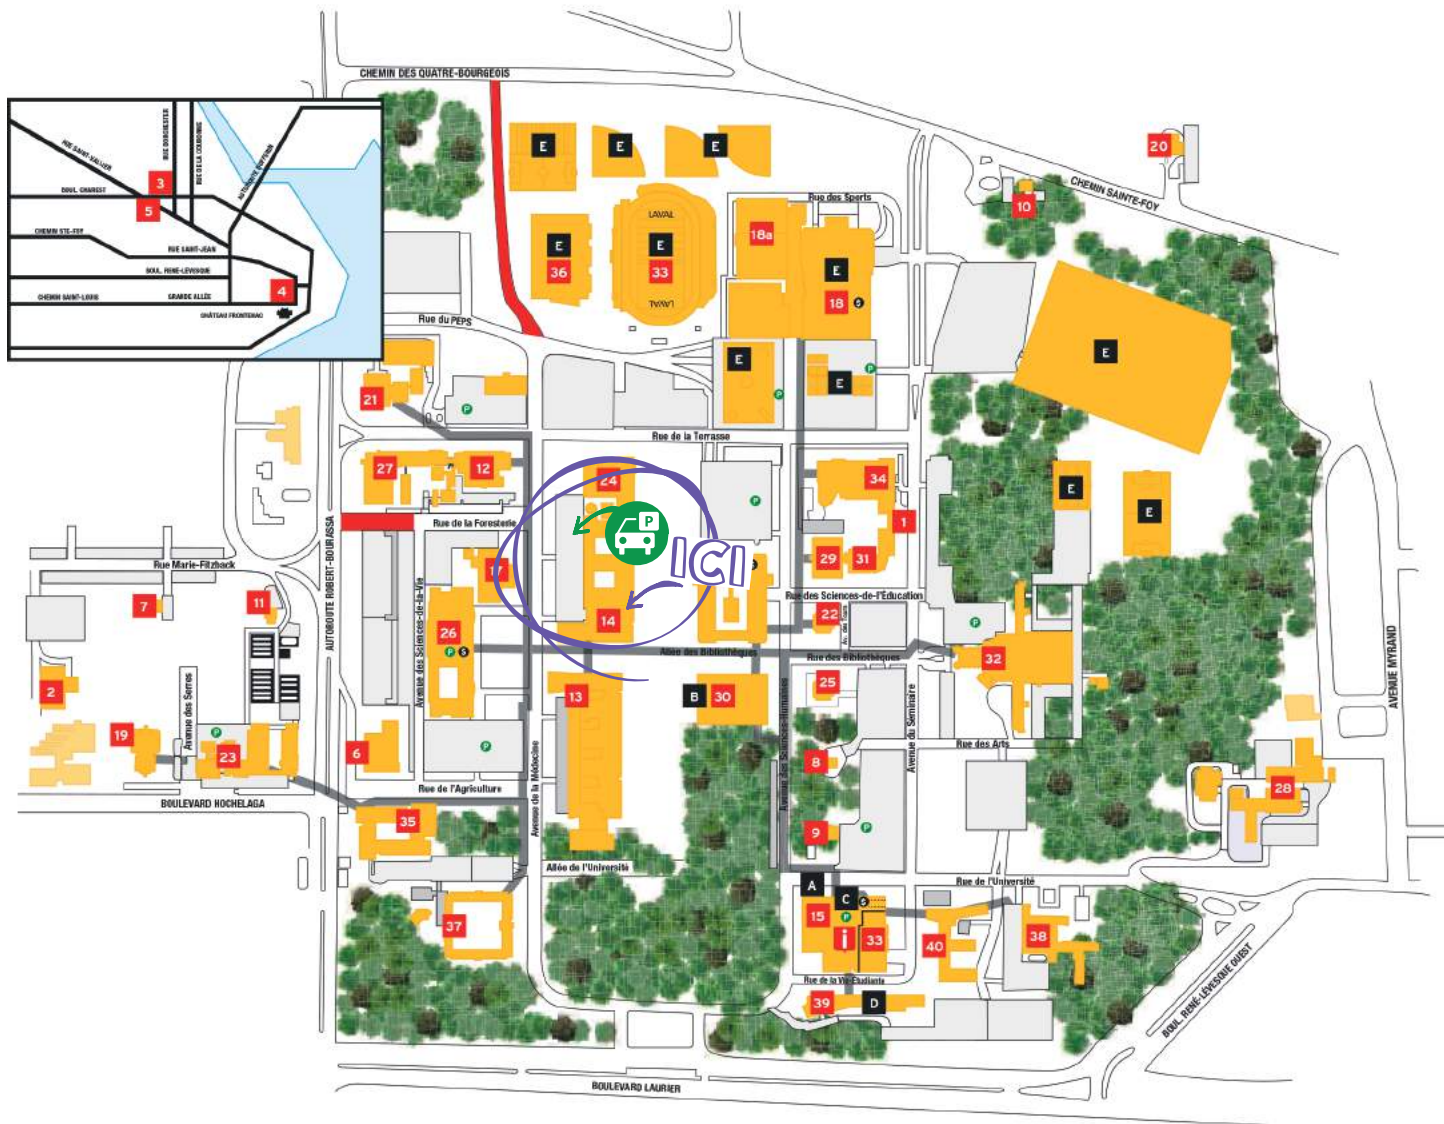 CHEMIN DES QUATRE-BOURGEOIS
RUE SAINT-VALLIER
RUE DORCHESTER
RUE DE LA COURONNE
AUTOROUTE DUFFERIN
3
BOUL. CHAREST
5
CHEMIN STE-FOY
RUE SAINT-JEAN
BOUL. RENÉ-LÉVESQUE
4
CHEMIN SAINT-LOUIS
GRANDE ALLÉE
CHÂTEAU FRONTENAC
E
E
E
20
CHEMIN SAINTE-FOY
10
Rue des Sports
LAVAL
18a
E
E
E
36
33
18
$
LAVAL
Rue du PEPS
E
E
E
P
P
P
21
Rue de la Terrasse
27
12
24
34
E
E
P
P
1
Rue de la Foresterie
ICI
AUTOROUTE ROBERT-BOURASSA
Rue Marie-Fitzback
29
31
17
7
11
Rue des Sciences-de-l'Éducation
14
22
Av. des Tours
P
26
P
$
Avenue des Sciences-de-la-Vie
Allée des Bibliothèques
Rue des Bibliothèques
32
AVENUE MYRAND
2
13
B
30
25
Avenue des Sciences-Humaines
Avenue du Séminaire
Avenue des Serres
19
P
23
6
P
Rue des Arts
8
28
Rue de l'Agriculture
Avenue de la Médecine
BOULEVARD HOCHELAGA
35
9
P
Allée de l'Université
Rue de l'Université
A
C
$
15
P
i
33
37
40
38
Rue de la Vie-Étudiante
39
D
BOUL. RENÉ-LÉVESQUE OUEST
BOULEVARD LAURIER